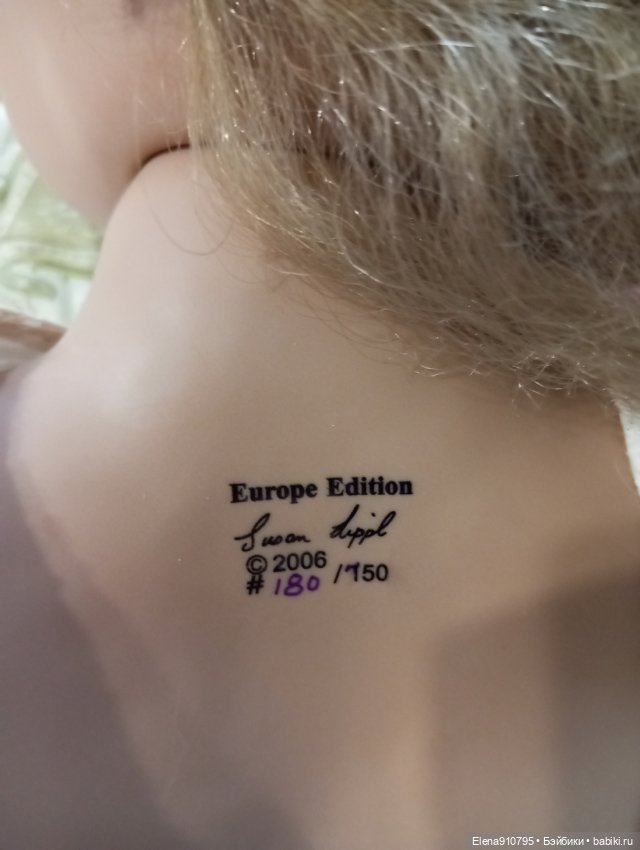 Europe Edition
Susan Lippl
© 2006
# 180 /750
Elena910795 • Бэйбики • babiki.ru